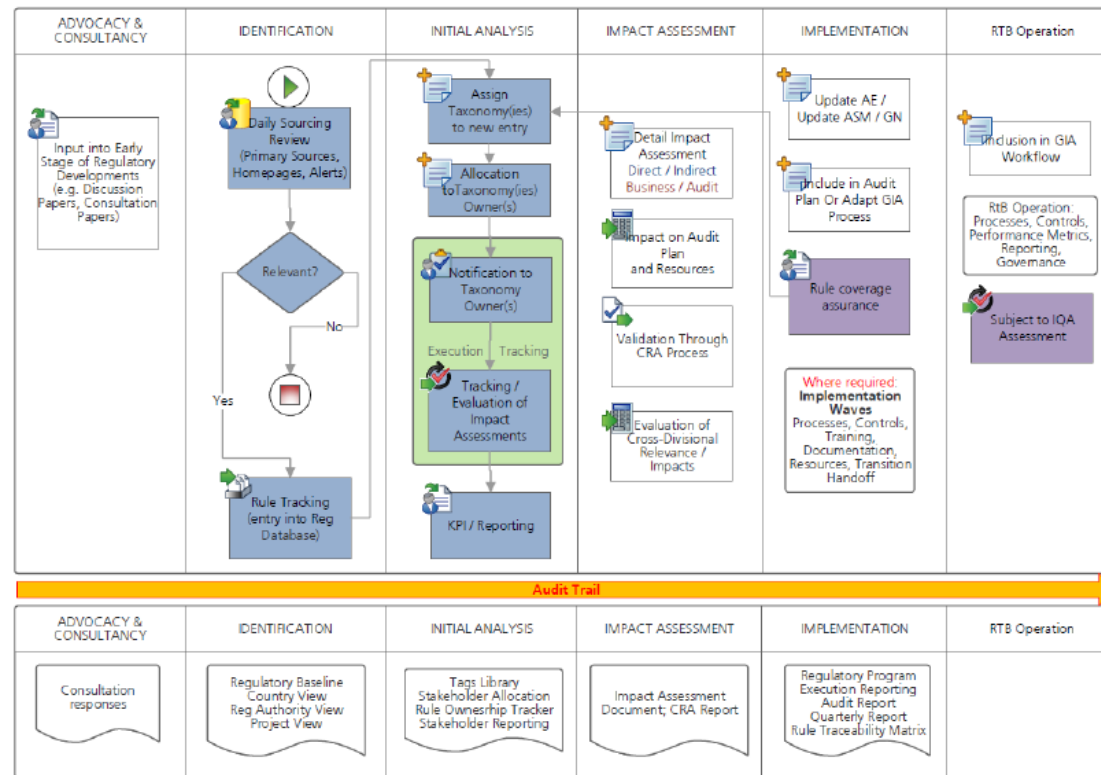 ADVOCACY &
CONSULTANCY
IDENTIFICATION
INITIAL ANALYSIS
IMPACT ASSESSMENT
IMPLEMENTATION
RTB Operation
Input into Early
Stage of Regulatory
Developments
(e.g. Discussion
Papers, Consultation
Papers)
Daily Sourcing
Review
(Primary Sources,
Homepages, Alerts)
Relevant?
No
Yes
Rule Tracking
(entry into Reg
Database)
Assign
Taxonomy(ies)
to new entry
Allocation
toTaxonomy(ies)
Owner(s)
Notification to
Taxonomy
Owner(s)
Execution
Tracking
Tracking /
Evaluation of
Impact
Assessments
KPI / Reporting
Detail Impact
Assessment
Direct / Indirect
Business / Audit
Impact on Audit
Plan
and Resources
Validation Through
CRA Process
Evaluation of
Cross-Divisional
Relevance /
Impacts
Update AE /
Update ASM / GN
Include in Audit
Plan Or Adapt GIA
Process
Rule coverage
assurance
Where required:
Implementation
Waves
Processes, Controls,
Training,
Documentation,
Resources, Transition
Handoff
Inclusion in GIA
Workflow
RtB Operation:
Processes, Controls,
Performance Metrics,
Reporting,
Governance
Subject to IQA
Assessment
Audit Trail
ADVOCACY &
CONSULTANCY
IDENTIFICATION
INITIAL ANALYSIS
IMPACT ASSESSMENT
IMPLEMENTATION
RTB Operation
Consultation
responses
Regulatory Baseline
Country View
Reg Authority View
Project View
Tags Library
Stakeholder Allocation
Rule Ownesrhip Tracker
Stakeholder Reporting
Impact Assessment
Document; CRA Report
Regulatory Program
Execution Reporting
Audit Report
Quarterly Report
Rule Traceability Matrix